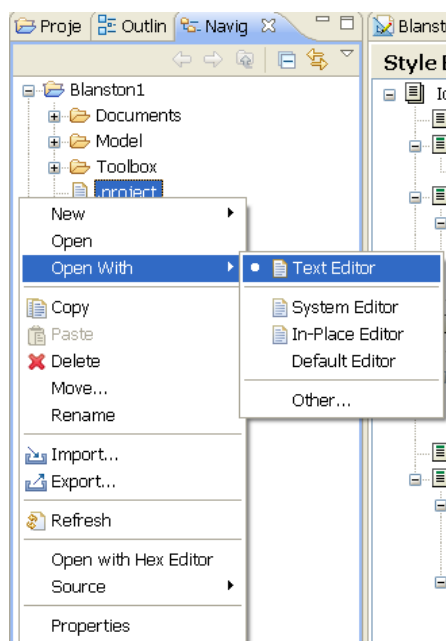 Proje Outlin Navig Blanst
Style
Blanston1
Documents
Model
Toolbox
.project
New
Open
Open With
Text Editor
System Editor
In-Place Editor
Default Editor
Other...
Copy
Paste
Delete
Move...
Rename
Import...
Export...
Refresh
Open with Hex Editor
Source
Properties